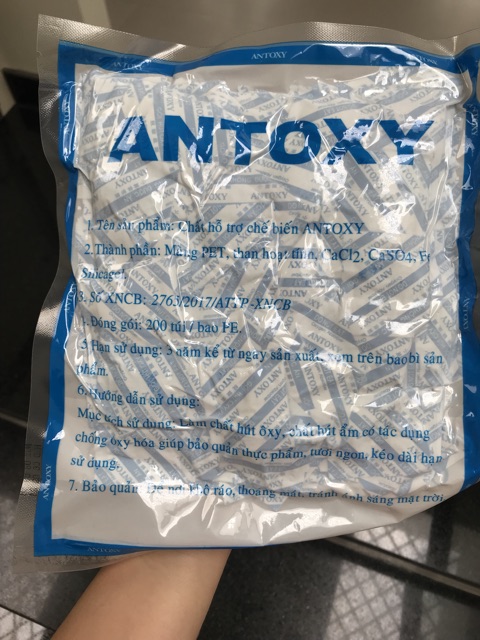 ANTOXY
ANTOXY
1. Tên sản phẩm: Chất hỗ trợ chế biến ANTOXY
2. Thành phần: Màng PET, than hoạt tính, CaCl2, CaSO4, Fe
Silicagel.
3. Số XNCB: 2763/2017/ATTP-XNCB
4. Đóng gói: 200 túi / bao PE.
5. Hạn sử dụng: 3 năm kể từ ngày sản xuất, xem trên bao bì sản
phẩm.
6. Hướng dẫn sử dụng:
Mục đích sử dụng: Làm chất hút ôxy, chất hút ẩm có tác dụng
chống oxy hóa giúp bảo quản thực phẩm, tươi ngon, kéo dài hạn
sử dụng.
7. Bảo quản: Để nơi khô ráo, thoáng mát, tránh ánh sáng mặt trời
ANTOXY